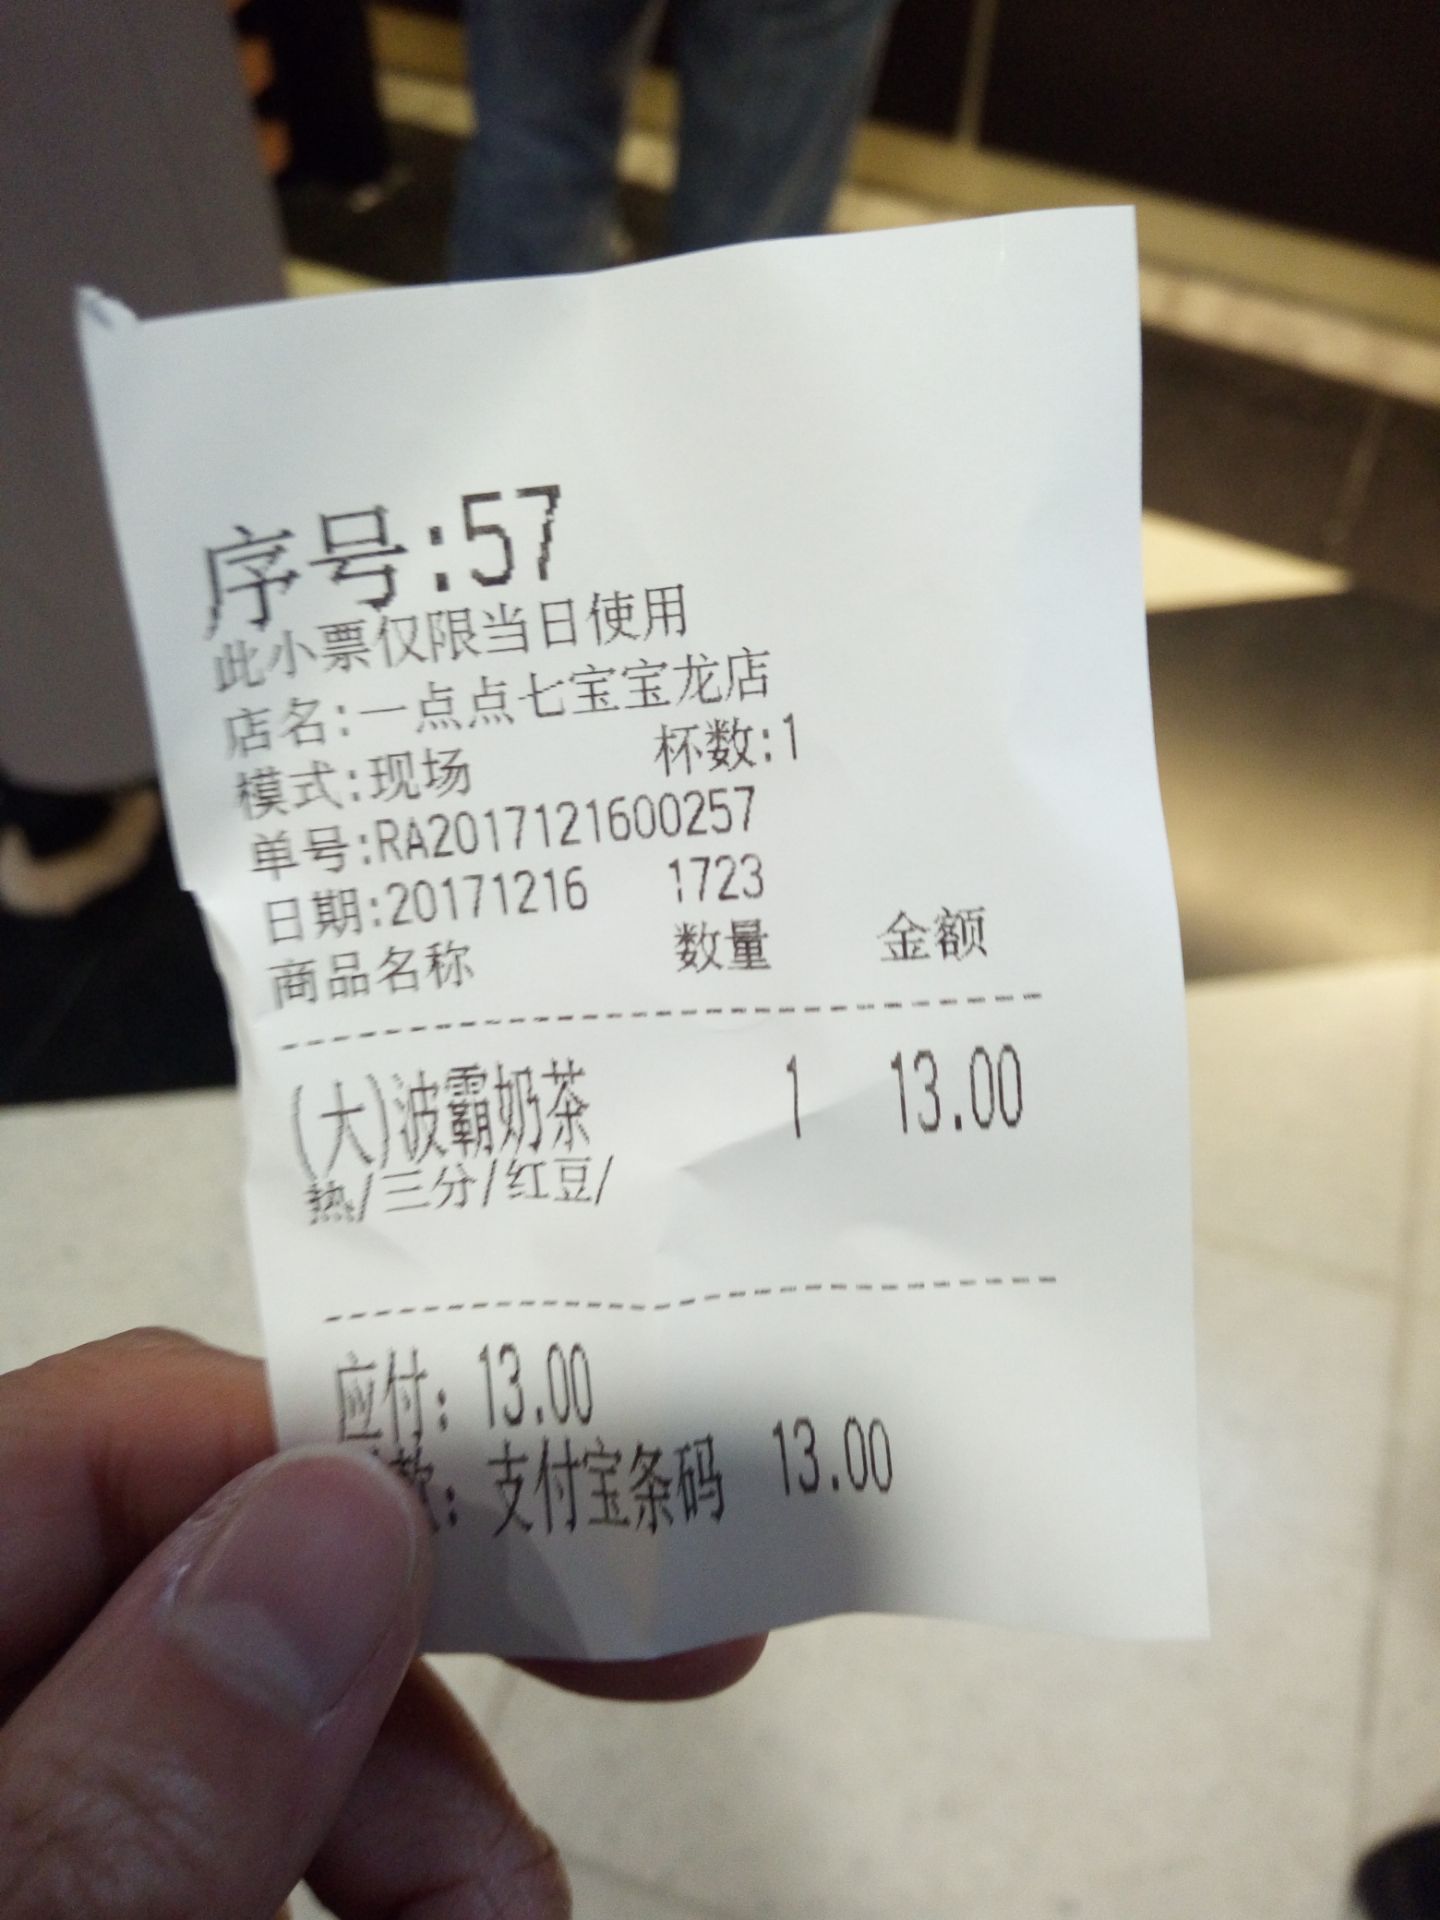 序号:57
此小票仅限当日使用
店名:一点点七宝宝龙店
模式:现场 杯数:1
单号:RA2017121600257
日期:20171216 1723
商品名称 数量 金额
(大)波霸奶茶 1 13.00
热/三分/红豆/
应付: 13.00
款: 支付宝条码 13.00